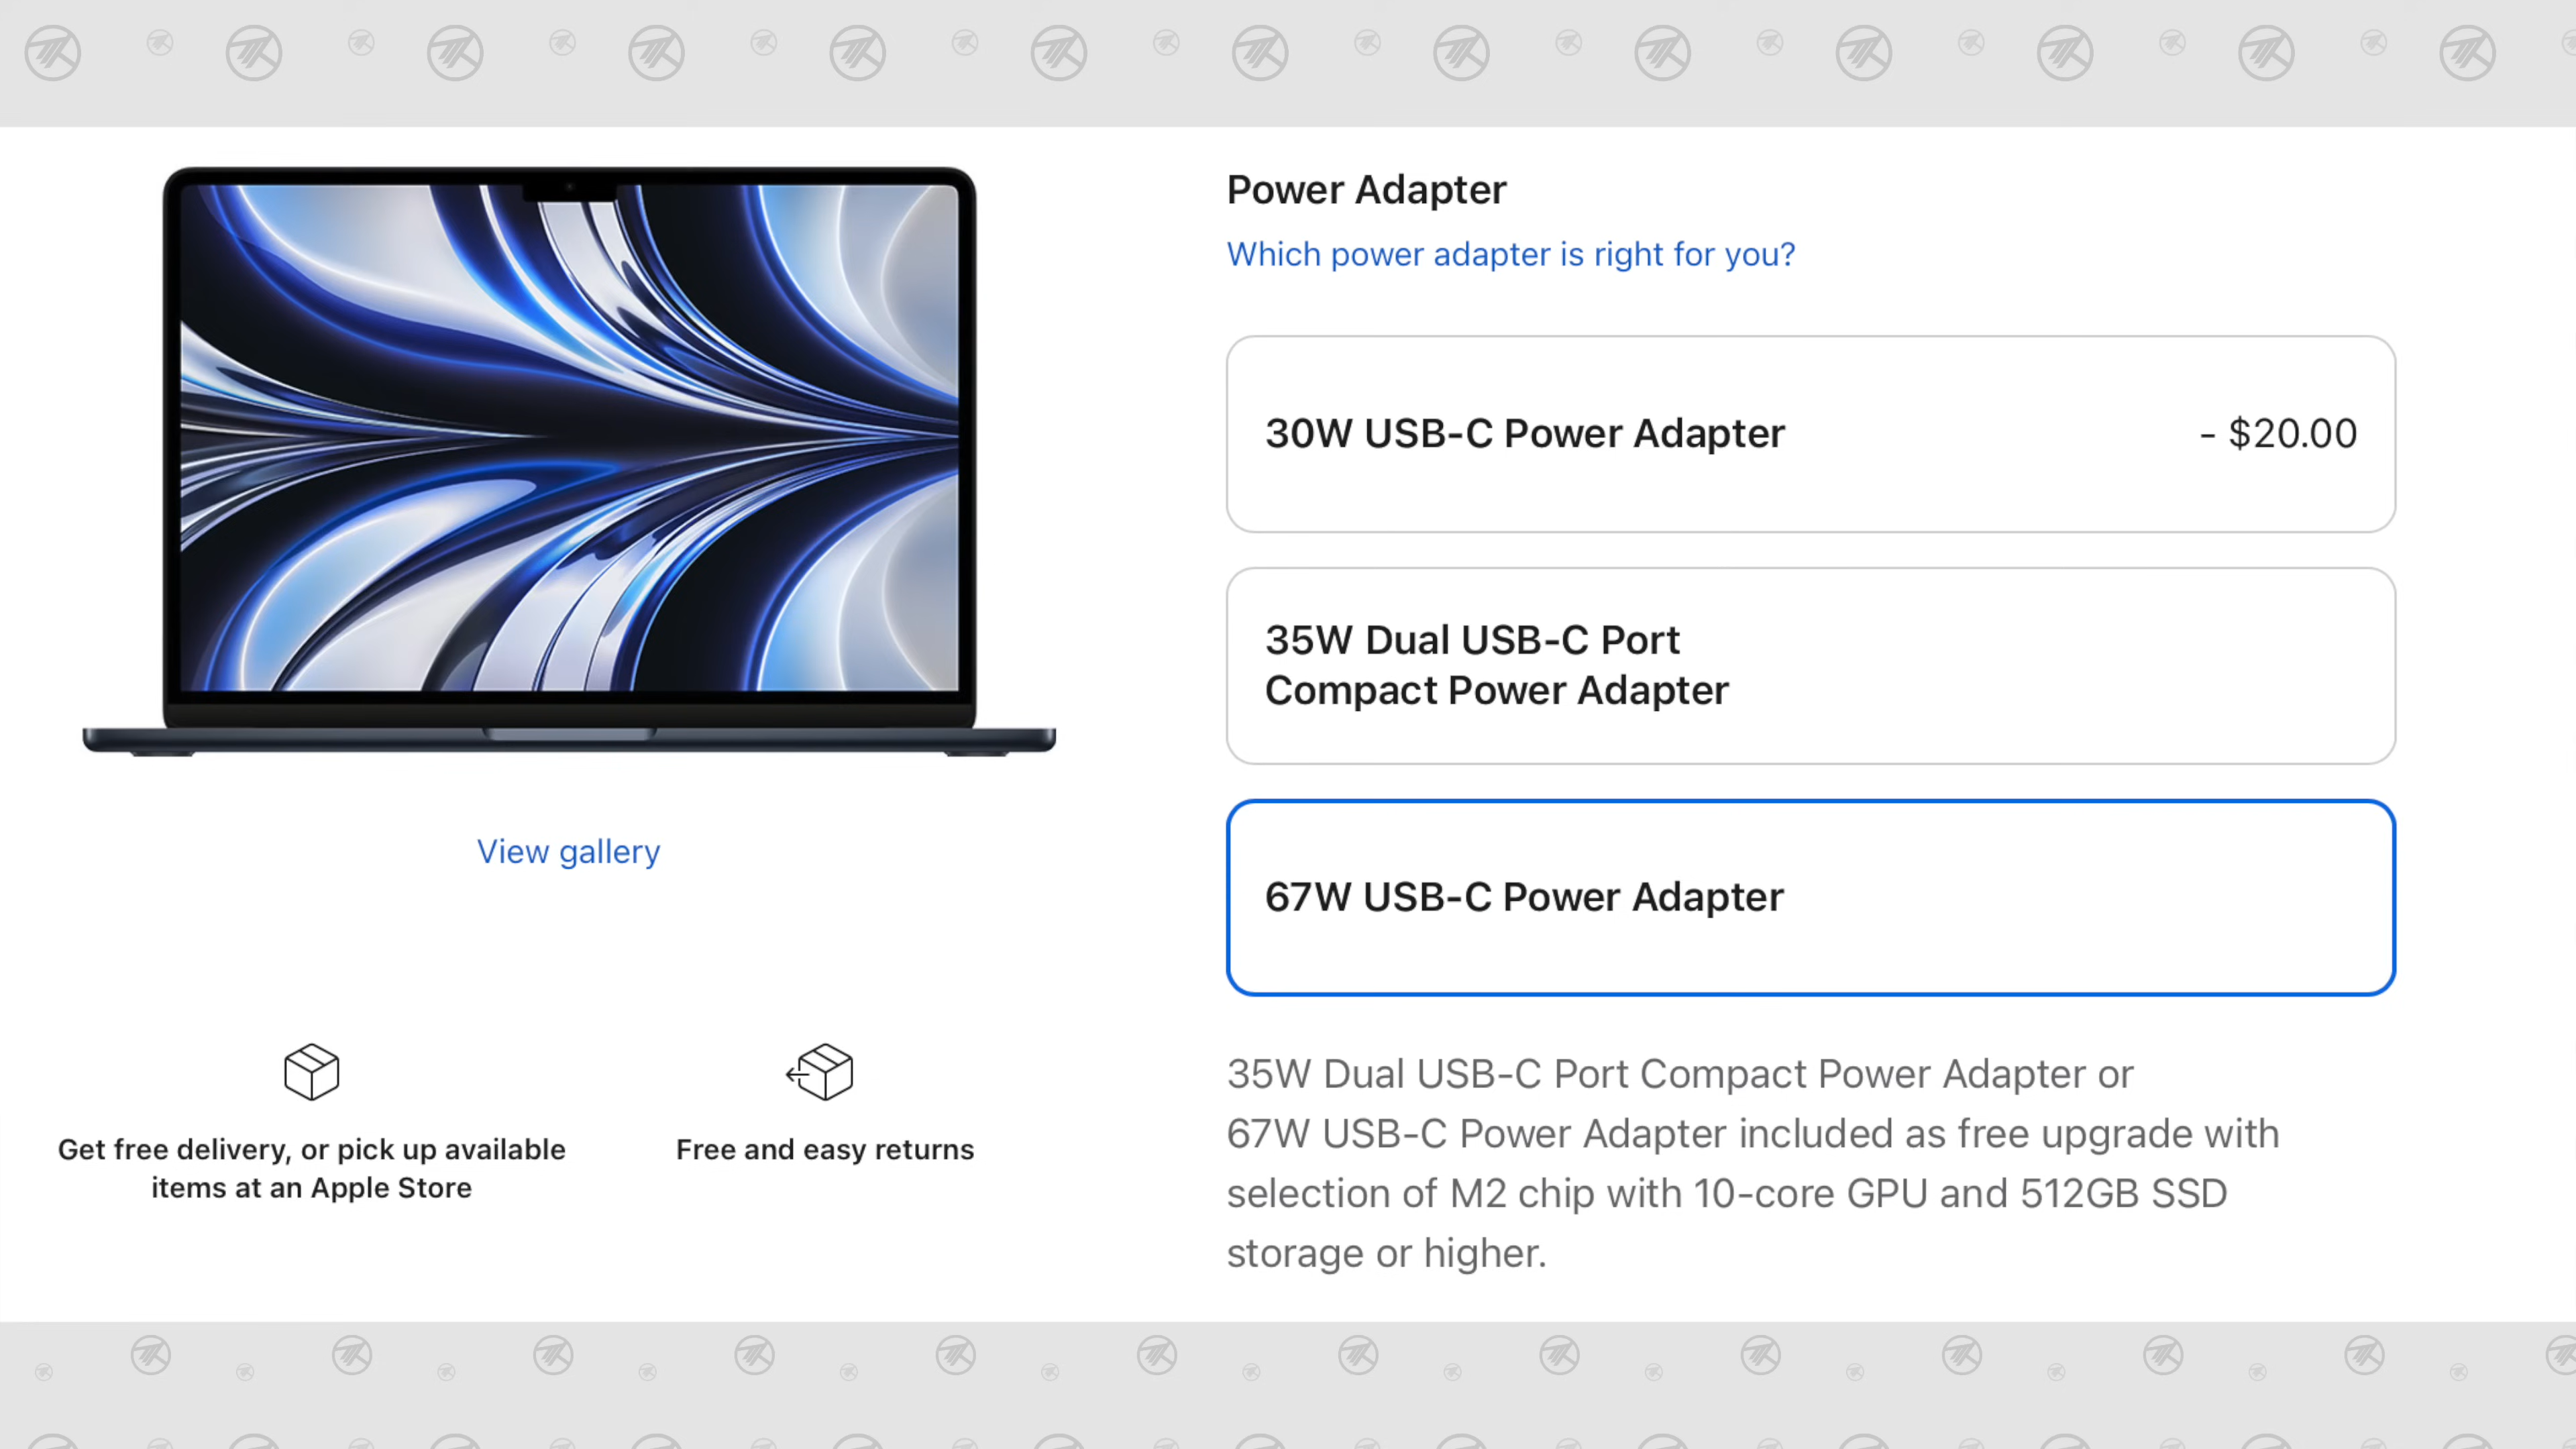 Power Adapter
Which power adapter is right for you?
30W USB-C Power Adapter - $20.00
35W Dual USB-C Port
Compact Power Adapter
67W USB-C Power Adapter
35W Dual USB-C Port Compact Power Adapter or
67W USB-C Power Adapter included as free upgrade with
selection of M2 chip with 10-core GPU and 512GB SSD
storage or higher.
View gallery
Get free delivery, or pick up available
items at an Apple Store
Free and easy returns